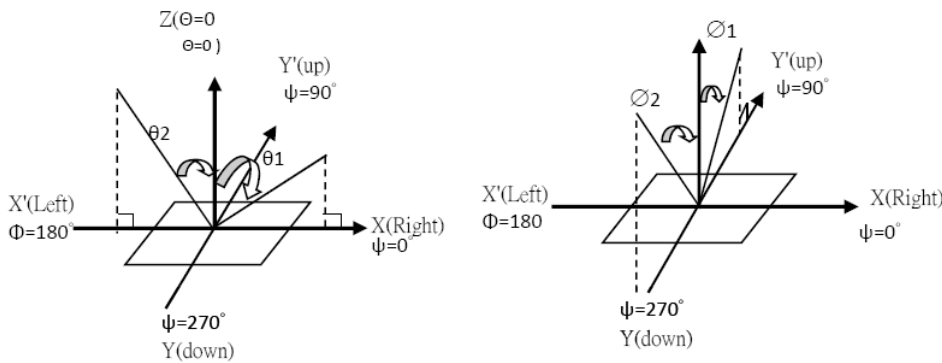 Z(Θ=0
Θ=0 )
Y'(up)
ψ=90°
θ2
θ1
X'(Left)
Φ=180°
X(Right)
ψ=0°
ψ=270°
Y(down)
∅1
Y'(up)
ψ=90°
∅2
X'(Left)
Φ=180
X(Right)
ψ=0°
ψ=270°
Y(down)